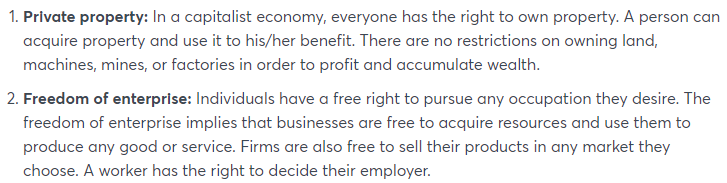 1. Private property: In a capitalist economy, everyone has the right to own property. A person can
acquire property and use it to his/her benefit. There are no restrictions on owning land,
machines, mines, or factories in order to profit and accumulate wealth.
2. Freedom of enterprise: Individuals have a free right to pursue any occupation they desire. The
freedom of enterprise implies that businesses are free to acquire resources and use them to
produce any good or service. Firms are also free to sell their products in any market they
choose. A worker has the right to decide their employer.